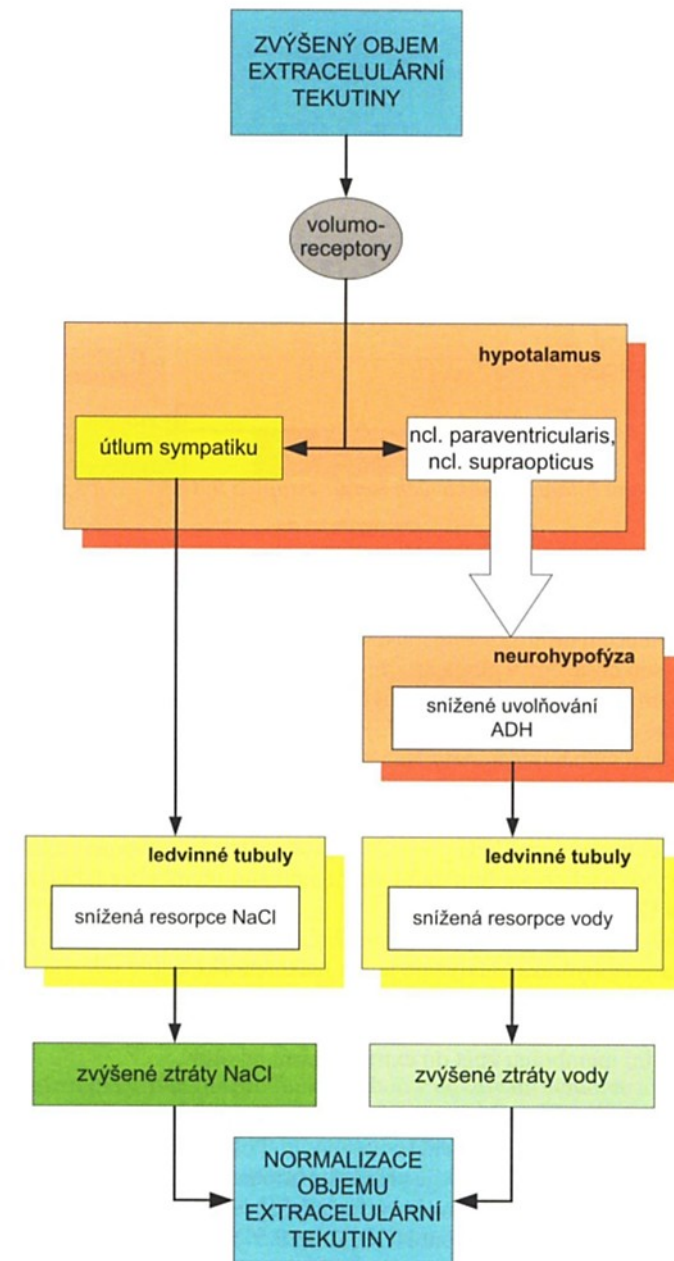 ZVÝŠENÝ OBJEM
EXTRACELULÁRNÍ
TEKUTINY
volumo-
receptory
hypotalamus
útlum sympatiku
ncl. paraventricularis,
ncl. supraopticus
neurohypofýza
snížené uvolňování
ADH
ledvinné tubuly
snížená resorpce NaCl
ledvinné tubuly
snížená resorpce vody
zvýšené ztráty NaCl
zvýšené ztráty vody
NORMALIZACE
OBJEMU
EXTRACELULÁRNÍ
TEKUTINY